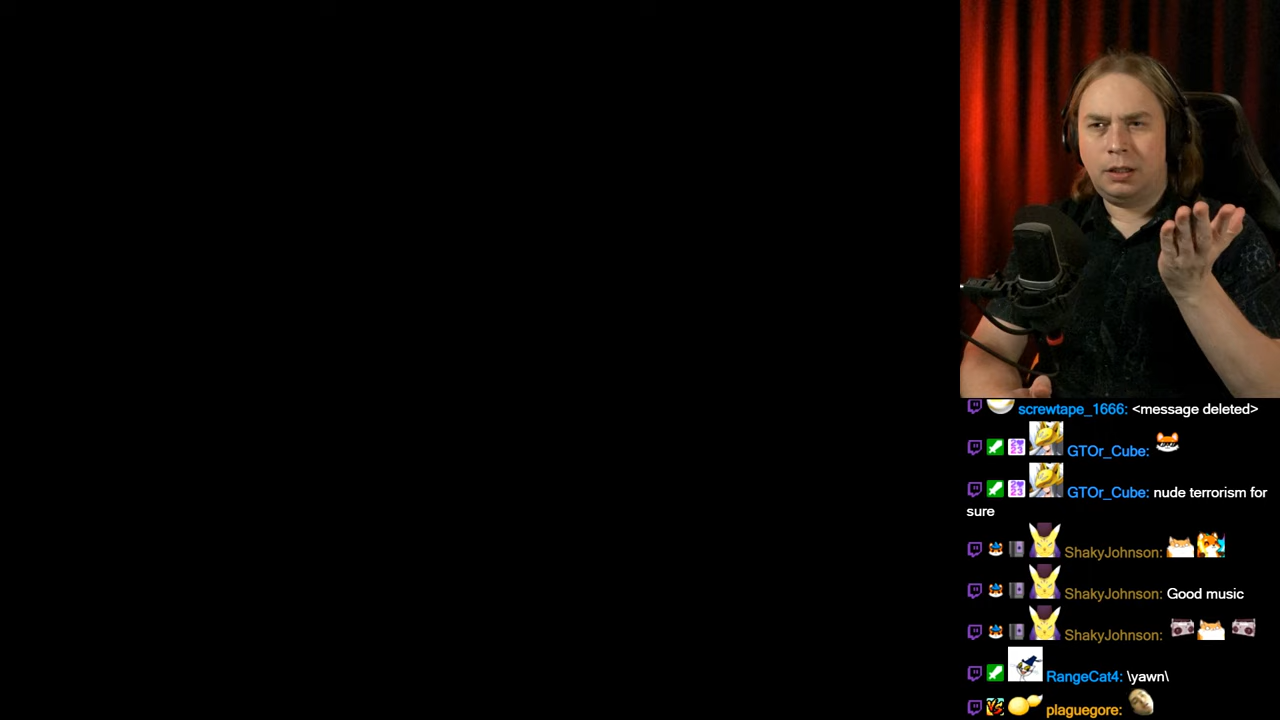 screwtape_1666: <message deleted>
GTOr_Cube:
GTOr_Cube: nude terrorism for
sure
ShakyJohnson:
ShakyJohnson: Good music
ShakyJohnson:
RangeCat4: \yawn\
plaguegore: